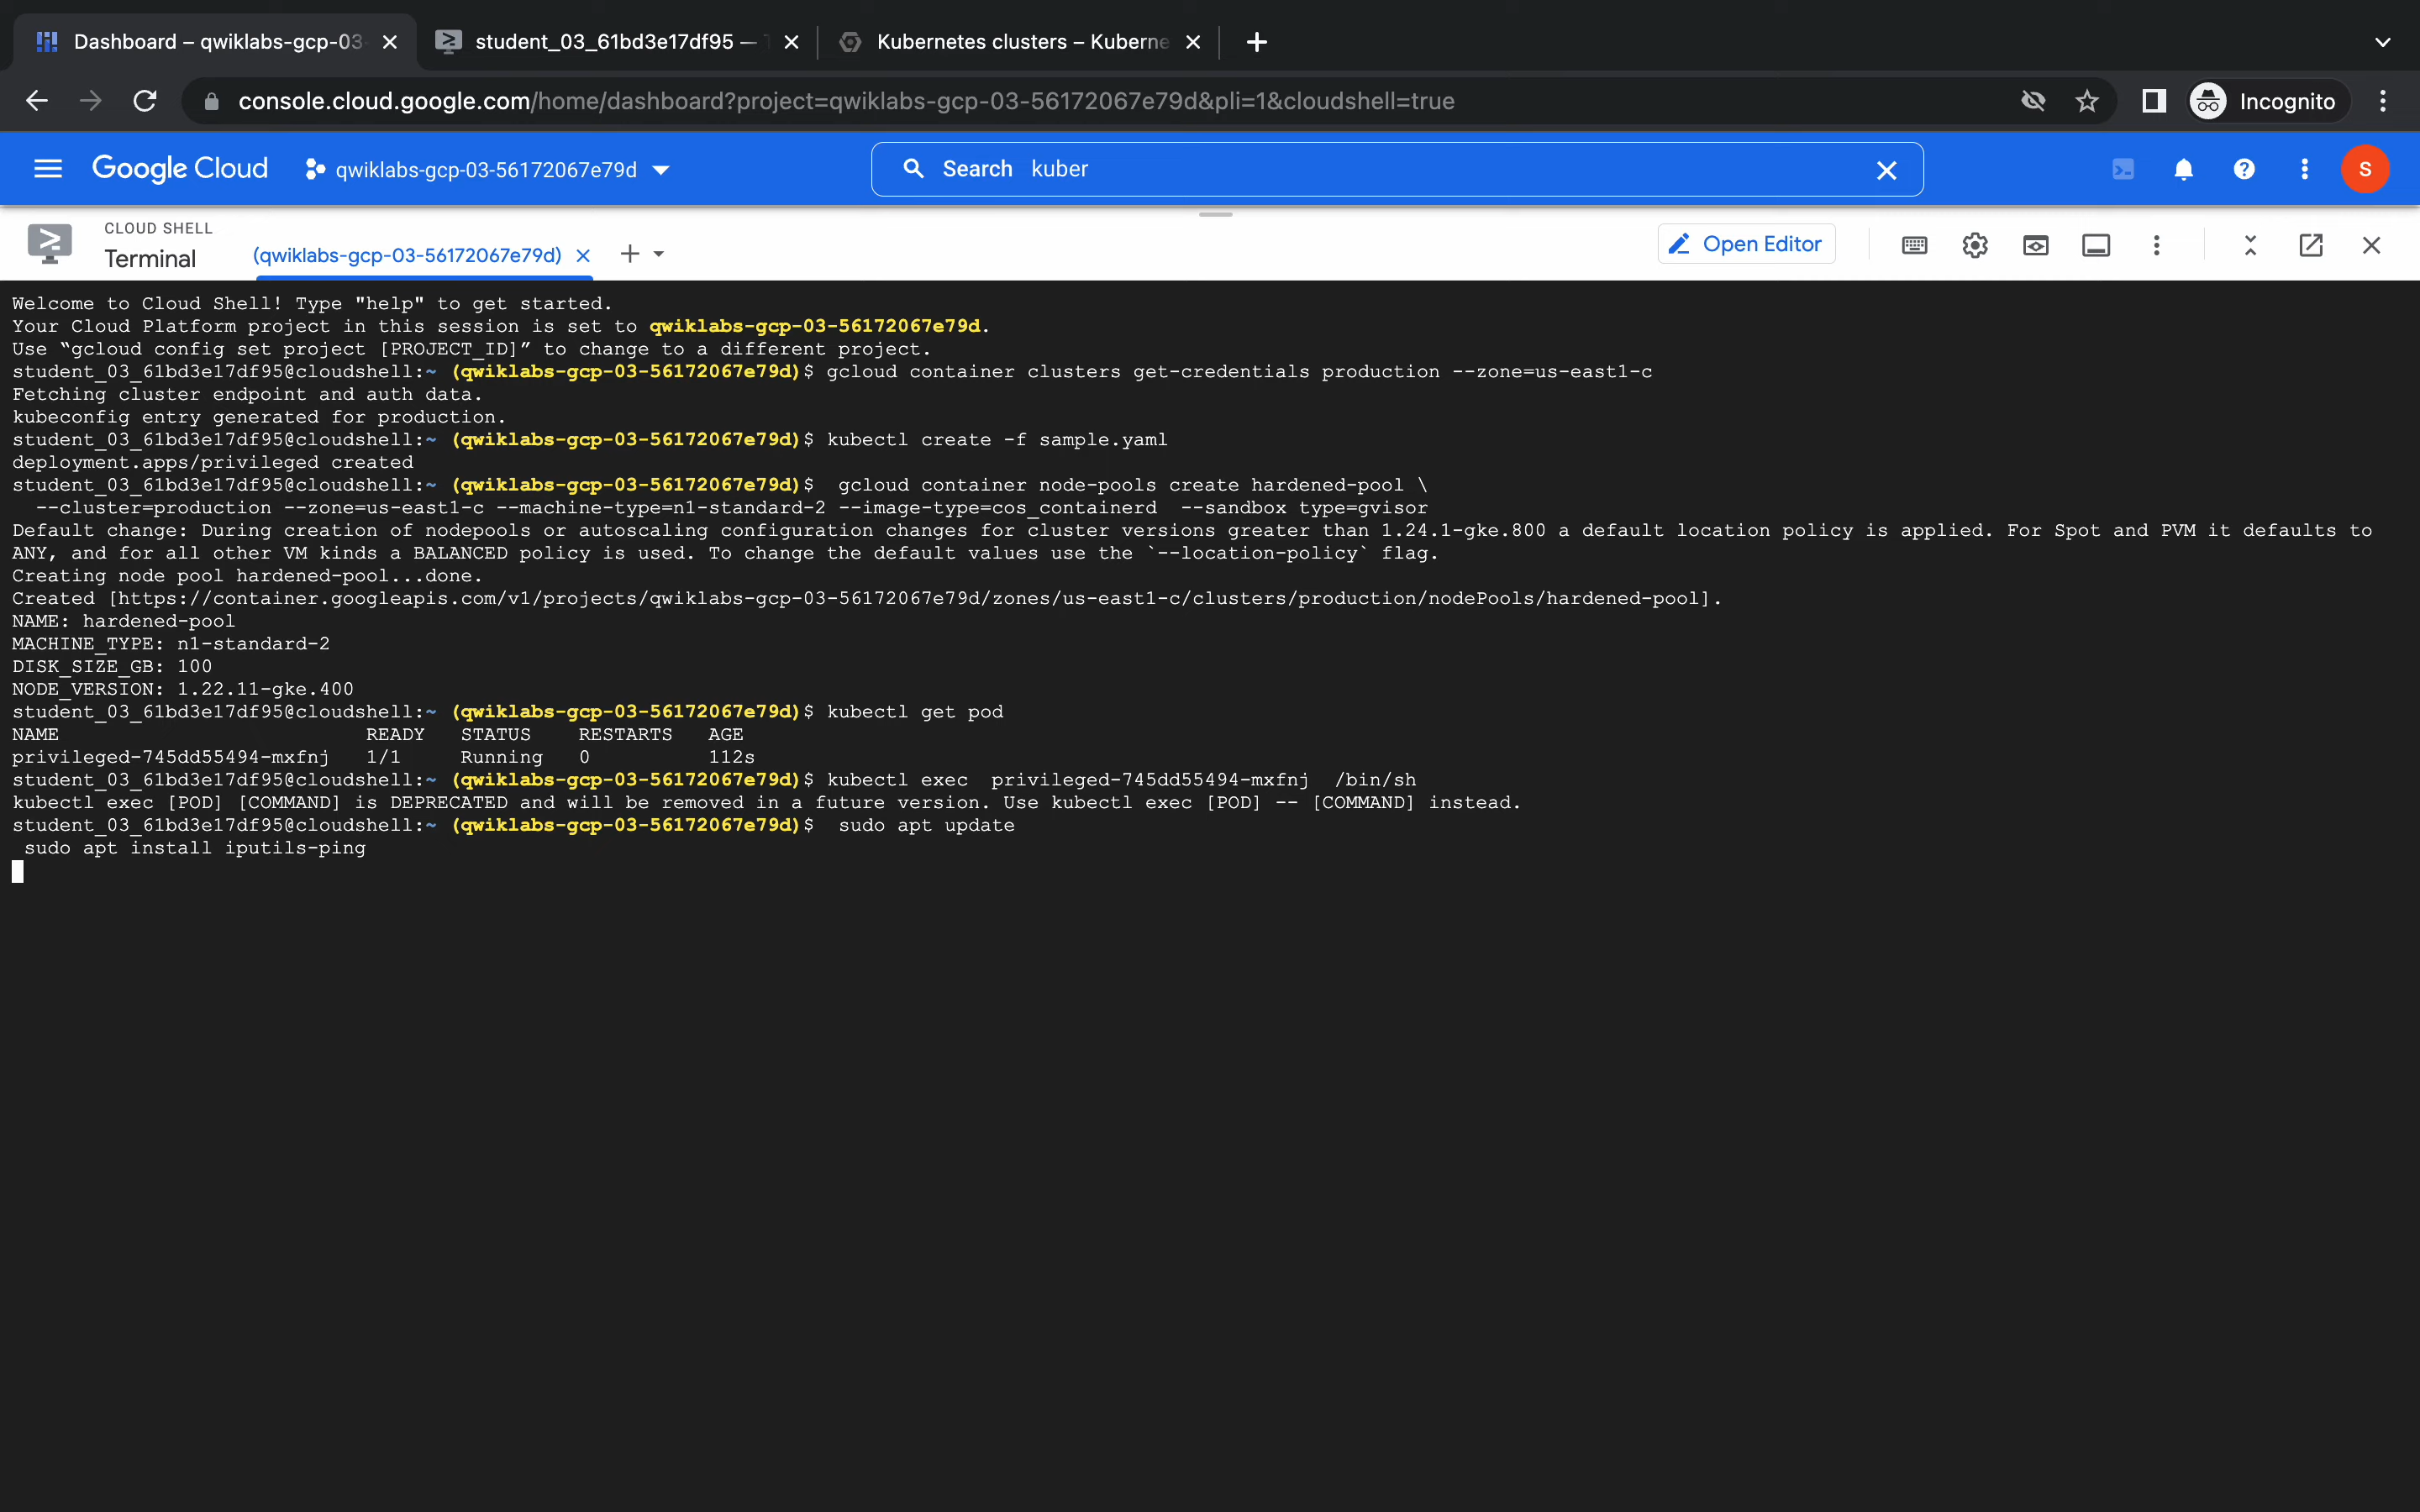 Dashboard – qwiklabs-gcp-03-
student_03_61bd3e17df95 —
Kubernetes clusters – Kuberne
console.cloud.google.com/home/dashboard?project=qwiklabs-gcp-03-56172067e79d&pli=1&cloudshell=true
Incognito
Google Cloud
qwiklabs-gcp-03-56172067e79d
Search kuber
S
CLOUD SHELL
Terminal
(qwiklabs-gcp-03-56172067e79d)
Open Editor
Welcome to Cloud Shell! Type "help" to get started.
Your Cloud Platform project in this session is set to qwiklabs-gcp-03-56172067e79d.
Use “gcloud config set project [PROJECT_ID]” to change to a different project.
student_03_61bd3e17df95@cloudshell:~ (qwiklabs-gcp-03-56172067e79d)$ gcloud container clusters get-credentials production --zone=us-east1-c
Fetching cluster endpoint and auth data.
kubeconfig entry generated for production.
student_03_61bd3e17df95@cloudshell:~ (qwiklabs-gcp-03-56172067e79d)$ kubectl create -f sample.yaml
deployment.apps/privileged created
student_03_61bd3e17df95@cloudshell:~ (qwiklabs-gcp-03-56172067e79d)$  gcloud container node-pools create hardened-pool \
  --cluster=production --zone=us-east1-c --machine-type=n1-standard-2 --image-type=cos_containerd  --sandbox type=gvisor
Default change: During creation of nodepools or autoscaling configuration changes for cluster versions greater than 1.24.1-gke.800 a default location policy is applied. For Spot and PVM it defaults to
ANY, and for all other VM kinds a BALANCED policy is used. To change the default values use the `--location-policy` flag.
Creating node pool hardened-pool...done.
Created [https://container.googleapis.com/v1/projects/qwiklabs-gcp-03-56172067e79d/zones/us-east1-c/clusters/production/nodePools/hardened-pool].
NAME: hardened-pool
MACHINE_TYPE: n1-standard-2
DISK_SIZE_GB: 100
NODE_VERSION: 1.22.11-gke.400
student_03_61bd3e17df95@cloudshell:~ (qwiklabs-gcp-03-56172067e79d)$ kubectl get pod
NAME                          READY   STATUS    RESTARTS   AGE
privileged-745dd55494-mxfnj   1/1     Running   0          112s
student_03_61bd3e17df95@cloudshell:~ (qwiklabs-gcp-03-56172067e79d)$ kubectl exec  privileged-745dd55494-mxfnj  /bin/sh
kubectl exec [POD] [COMMAND] is DEPRECATED and will be removed in a future version. Use kubectl exec [POD] -- [COMMAND] instead.
student_03_61bd3e17df95@cloudshell:~ (qwiklabs-gcp-03-56172067e79d)$  sudo apt update
 sudo apt install iputils-ping